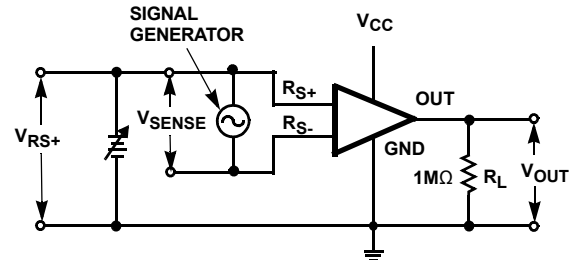 SIGNAL
GENERATOR
VCC
RS+
OUT
VSENSE
VRS+
RS-
GND
1MΩ
RL
VOUT